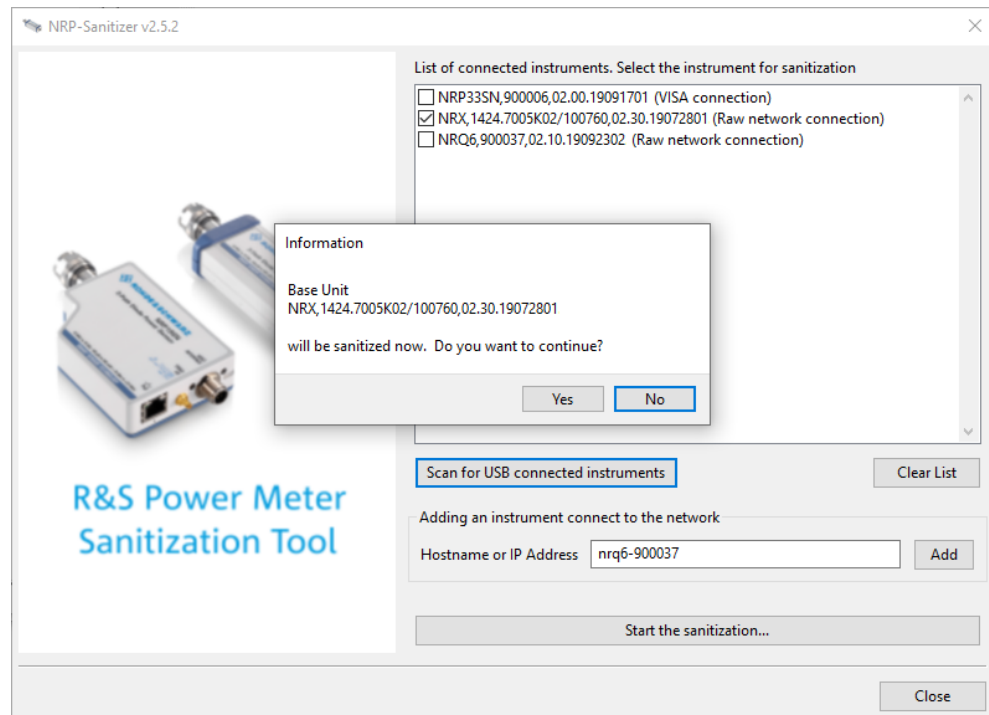 NRP-Sanitizer v2.5.2
List of connected instruments. Select the instrument for sanitization
NRP33SN,900006,02.00.19091701 (VISA connection)
NRX,1424.7005K02/100760,02.30.19072801 (Raw network connection)
NRQ6,900037,02.10.19092302 (Raw network connection)
Information
Base Unit
NRX,1424.7005K02/100760,02.30.19072801
will be sanitized now. Do you want to continue?
Yes No
ROHDE&SCHWARZ
Scan for USB connected instruments Clear List
R&S Power Meter
Sanitization Tool
Adding an instrument connect to the network
Hostname or IP Address nrq6-900037 Add
Start the sanitization...
Close